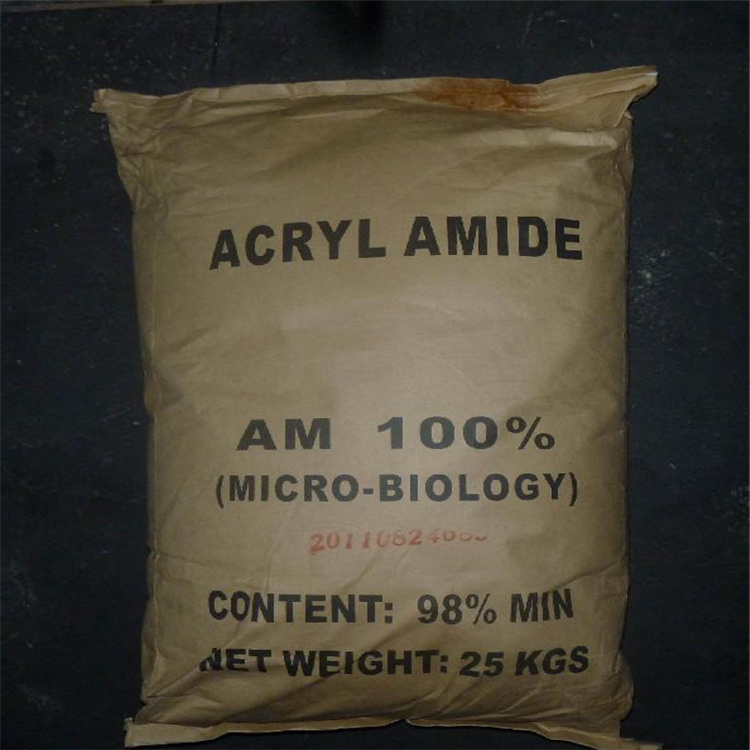 ACRYL AMIDE
AM 100%
(MICRO-BIOLOGY)
CONTENT: 98% MIN
NET WEIGHT: 25 KGS